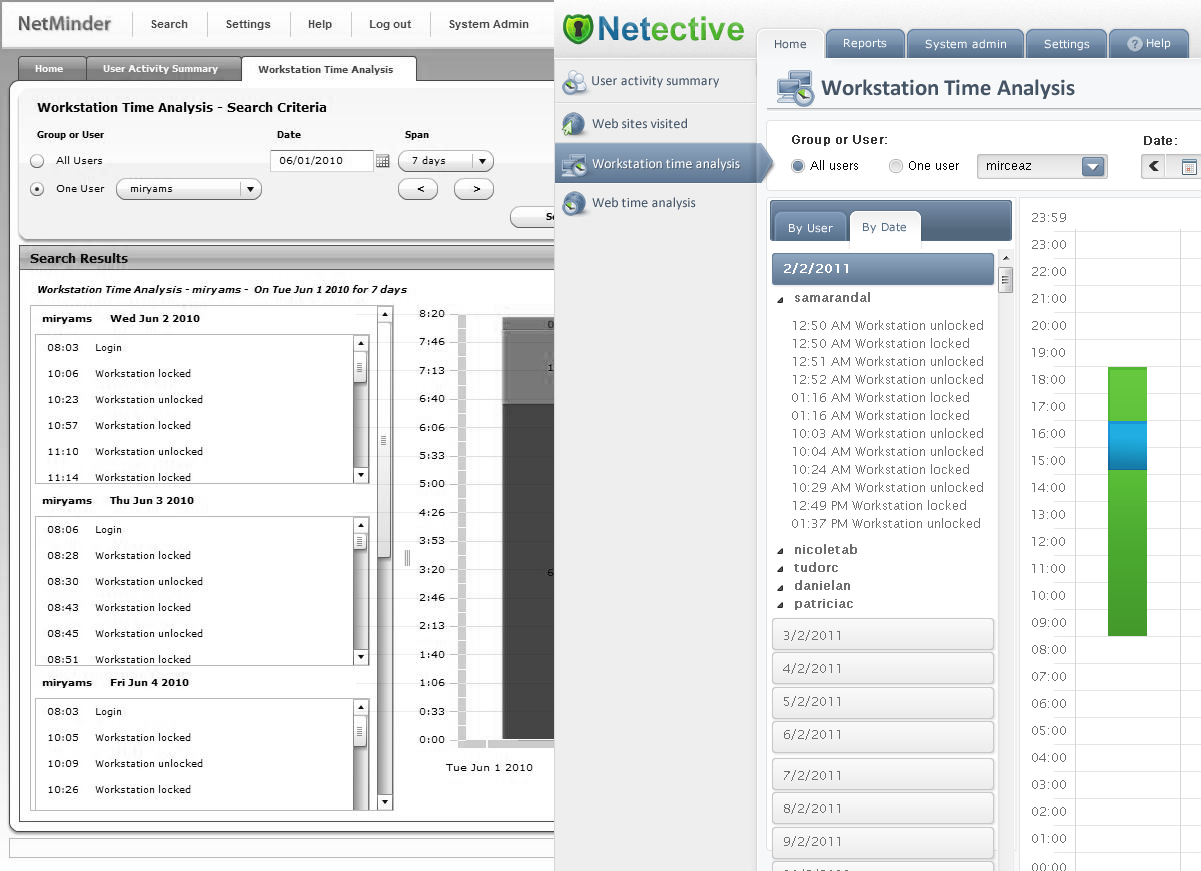 NetMinder
Search
Settings
Help
Log out
System Admin
Home
User Activity Summary
Workstation Time Analysis
Workstation Time Analysis - Search Criteria
Group or User
Date
Span
All Users
06/01/2010
7 days
One User
miryams
<
>
Search Results
Workstation Time Analysis - miryams - On Tue Jun 1 2010 for 7 days
miryams Wed Jun 2 2010
08:03 Login
10:06 Workstation locked
10:23 Workstation unlocked
10:57 Workstation locked
11:10 Workstation unlocked
11:14 Workstation locked
miryams Thu Jun 3 2010
08:06 Login
08:28 Workstation locked
08:30 Workstation unlocked
08:43 Workstation locked
08:45 Workstation unlocked
08:51 Workstation locked
miryams Fri Jun 4 2010
08:03 Login
10:05 Workstation locked
10:09 Workstation unlocked
10:26 Workstation locked
8:20
7:46
7:13
6:40
6:06
5:33
5:00
4:26
3:53
3:20
2:46
2:13
1:40
1:06
0:33
0:00
Tue Jun 1 2010
Netective
Home
Reports
System admin
Settings
? Help
User activity summary
Web sites visited
Workstation time analysis
Web time analysis
Workstation Time Analysis
Group or User:
Date:
All users
One user
mirceaz
<
By User
By Date
2/2/2011
samarandal
12:50 AM Workstation unlocked
12:50 AM Workstation locked
12:51 AM Workstation unlocked
12:52 AM Workstation unlocked
01:16 AM Workstation locked
01:16 AM Workstation locked
10:03 AM Workstation unlocked
10:04 AM Workstation unlocked
10:24 AM Workstation locked
10:29 AM Workstation unlocked
12:49 PM Workstation locked
01:37 PM Workstation unlocked
nicoletab
tudorc
danielan
patriciac
3/2/2011
4/2/2011
5/2/2011
6/2/2011
7/2/2011
8/2/2011
9/2/2011
23:59
23:00
22:00
21:00
20:00
19:00
18:00
17:00
16:00
15:00
14:00
13:00
12:00
11:00
10:00
09:00
08:00
07:00
06:00
05:00
04:00
03:00
02:00
01:00
00:00